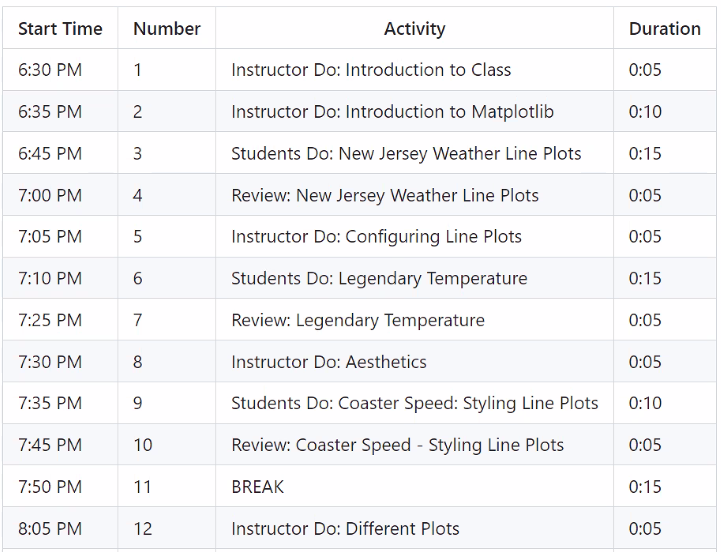 Start Time Number Activity Duration
6:30 PM 1 Instructor Do: Introduction to Class 0:05
6:35 PM 2 Instructor Do: Introduction to Matplotlib 0:10
6:45 PM 3 Students Do: New Jersey Weather Line Plots 0:15
7:00 PM 4 Review: New Jersey Weather Line Plots 0:05
7:05 PM 5 Instructor Do: Configuring Line Plots 0:05
7:10 PM 6 Students Do: Legendary Temperature 0:15
7:25 PM 7 Review: Legendary Temperature 0:05
7:30 PM 8 Instructor Do: Aesthetics 0:05
7:35 PM 9 Students Do: Coaster Speed: Styling Line Plots 0:10
7:45 PM 10 Review: Coaster Speed - Styling Line Plots 0:05
7:50 PM 11 BREAK 0:15
8:05 PM 12 Instructor Do: Different Plots 0:05